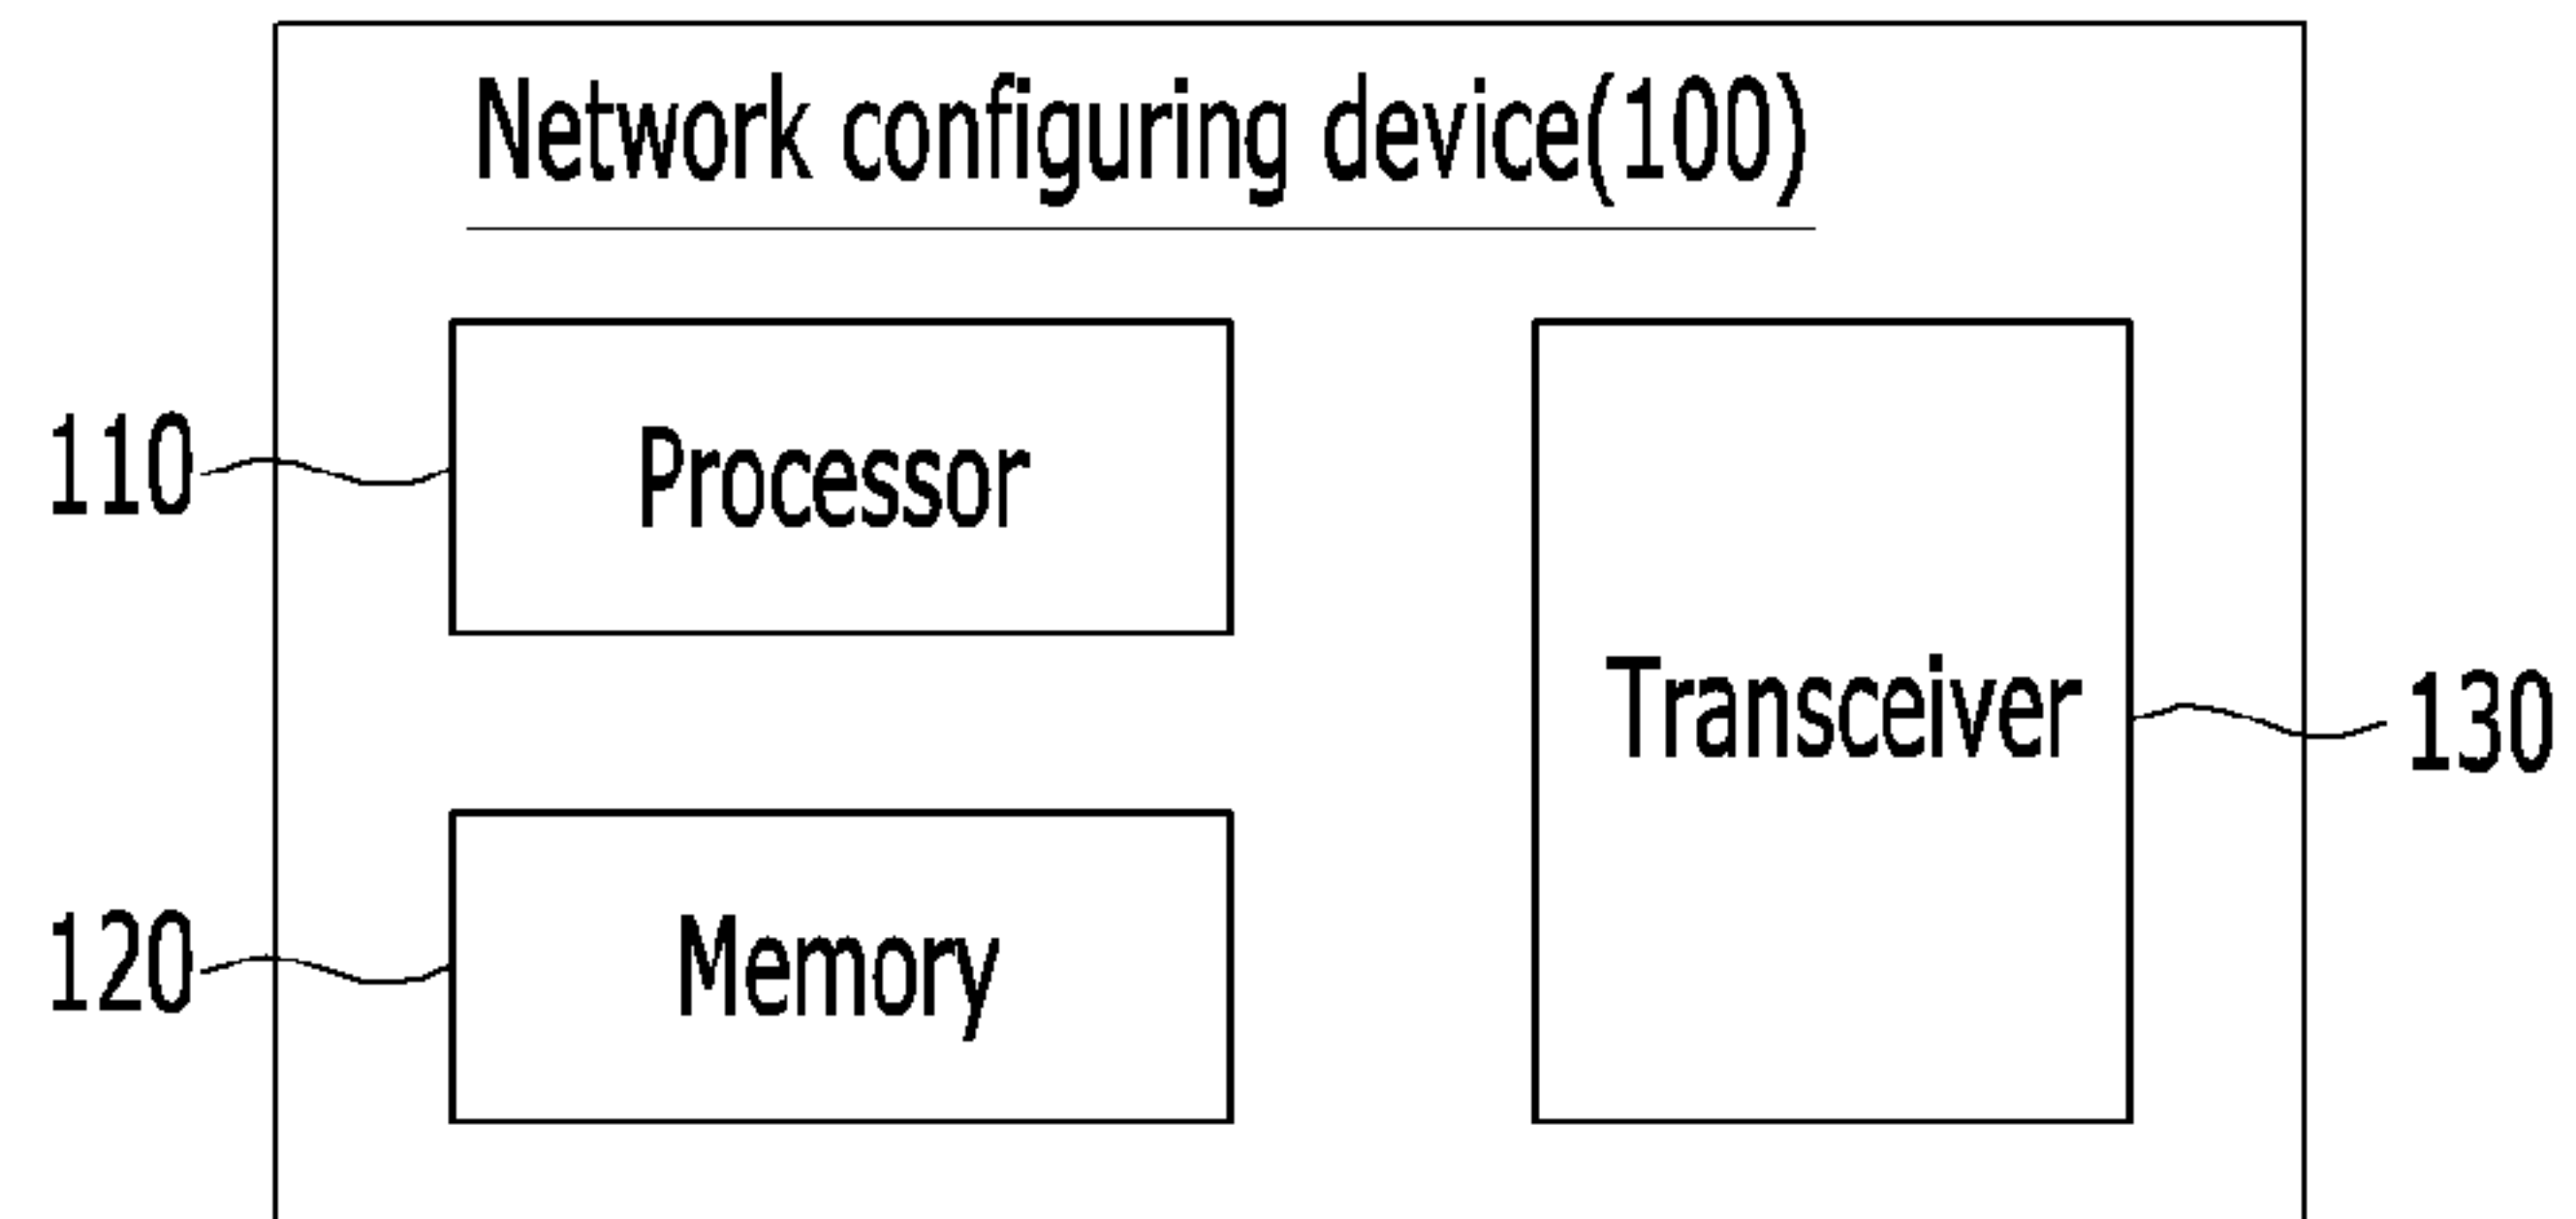 Network configuring device(100)
110
Processor
Transceiver
130
120
Memory